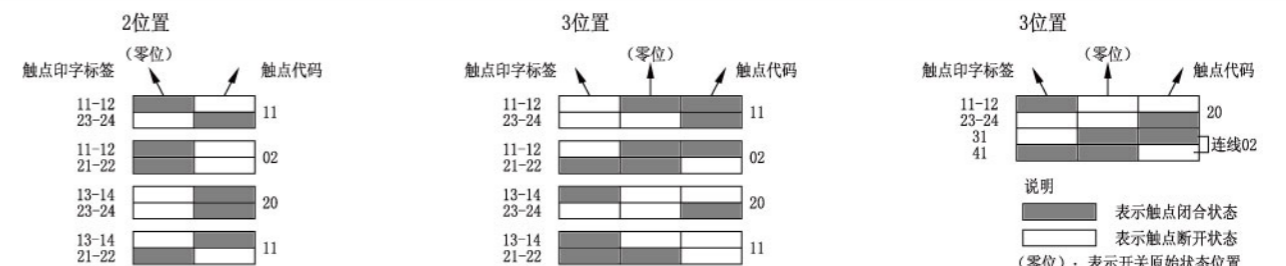 2位置
(零位)
触点印字标签
触点代码
11-12
23-24
11
11-12
21-22
02
13-14
23-24
20
13-14
21-22
11
3位置
(零位)
触点印字标签
触点代码
11-12
23-24
11
11-12
21-22
02
13-14
23-24
20
13-14
21-22
11
3位置
(零位)
触点印字标签
触点代码
11-12
23-24
20
31
41
连线02
说明
表示触点闭合状态
表示触点断开状态
(零位):表示开关原始状态位置